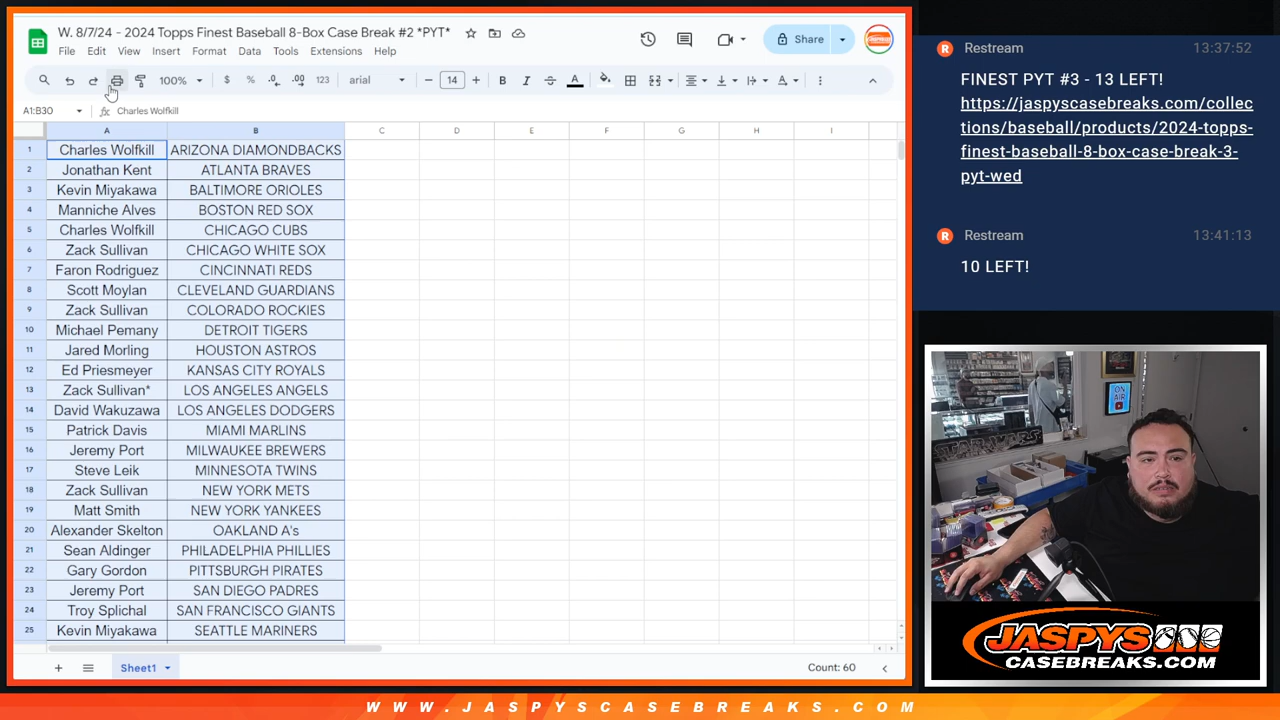 W. 8/7/24 - 2024 Topps Finest Baseball 8-Box Case Break #2 *PYT*
File Edit View Insert Format Data Tools Extensions Help
Share
100% $ % .0 .00 123 arial 14 B I S A
A1:B30 fx Charles Wolfkill
A B C D E F G H I
1 Charles Wolfkill ARIZONA DIAMONDBACKS
2 Jonathan Kent ATLANTA BRAVES
3 Kevin Miyakawa BALTIMORE ORIOLES
4 Manniche Alves BOSTON RED SOX
5 Charles Wolfkill CHICAGO CUBS
6 Zack Sullivan CHICAGO WHITE SOX
7 Faron Rodriguez CINCINNATI REDS
8 Scott Moylan CLEVELAND GUARDIANS
9 Zack Sullivan COLORADO ROCKIES
10 Michael Pemany DETROIT TIGERS
11 Jared Morling HOUSTON ASTROS
12 Ed Priesmeyer KANSAS CITY ROYALS
13 Zack Sullivan* LOS ANGELES ANGELS
14 David Wakuzawa LOS ANGELES DODGERS
15 Patrick Davis MIAMI MARLINS
16 Jeremy Port MILWAUKEE BREWERS
17 Steve Leik MINNESOTA TWINS
18 Zack Sullivan NEW YORK METS
19 Matt Smith NEW YORK YANKEES
20 Alexander Skelton OAKLAND A's
21 Sean Aldinger PHILADELPHIA PHILLIES
22 Gary Gordon PITTSBURGH PIRATES
23 Jeremy Port SAN DIEGO PADRES
24 Troy Splichal SAN FRANCISCO GIANTS
25 Kevin Miyakawa SEATTLE MARINERS
Sheet1
Count: 60
Restream 13:37:52
FINEST PYT #3 - 13 LEFT!
https://jaspyscasebreaks.com/collec
tions/baseball/products/2024-topps-
finest-baseball-8-box-case-break-3-
pyt-wed
Restream 13:41:13
10 LEFT!
ON
AIR
STAR WARS
JASPYS
CASEBREAKS.COM
WWW.JASPYSCASEBREAKS.COM